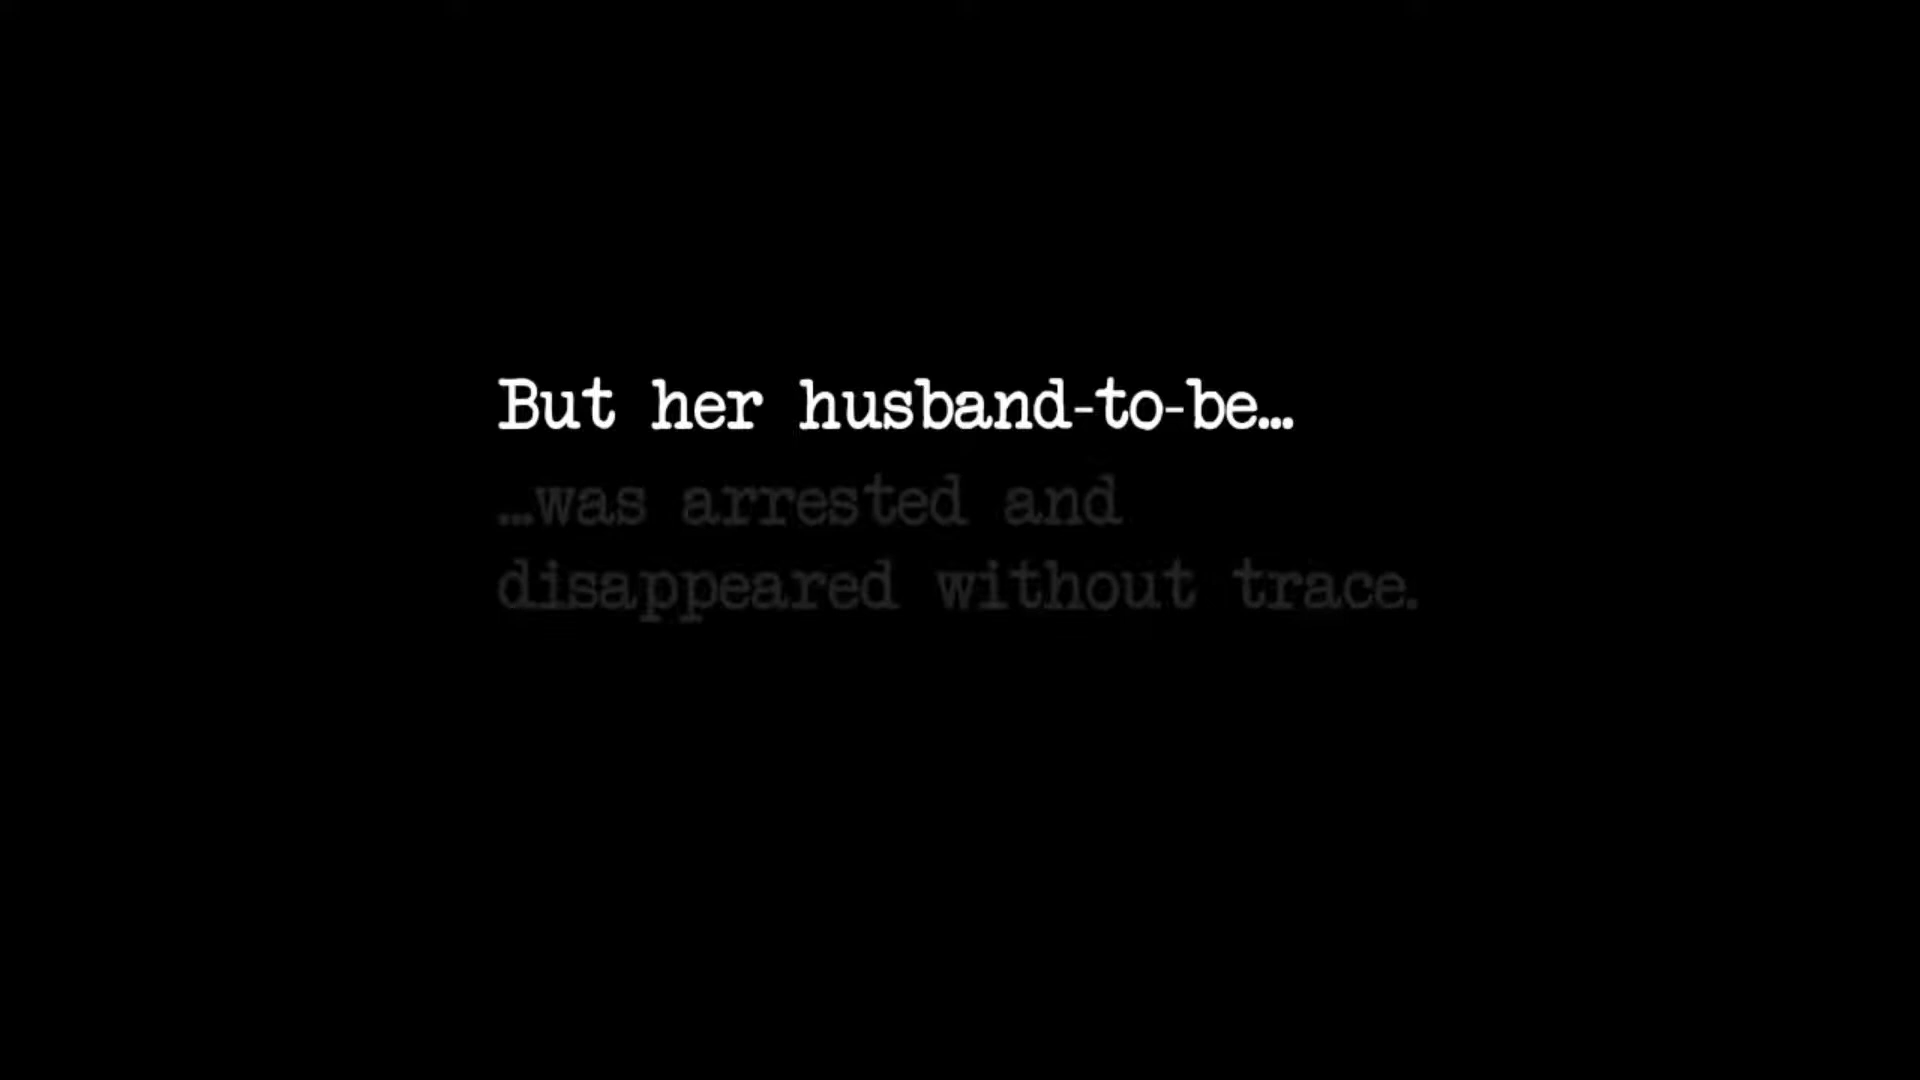 But her husband-to-be...
...was arrested and
disappeared without trace.